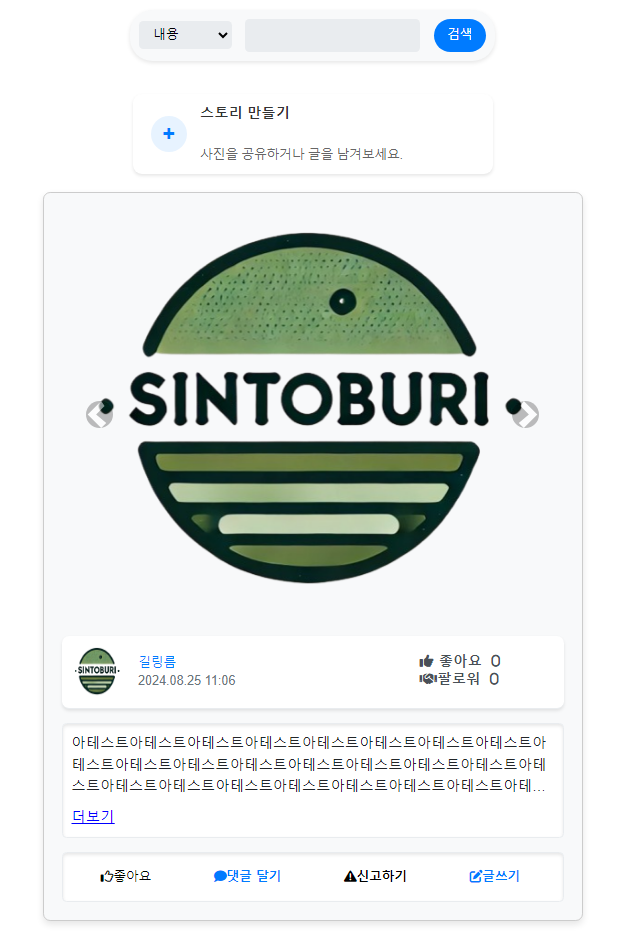 내용
검색
스토리 만들기
사진을 공유하거나 글을 남겨보세요.
SINTOBURI
SINTOBURI
길링룸
2024.08.25 11:06
좋아요 0
팔로워 0
아테스트아테스트아테스트아테스트아테스트아테스트아테스트아테스트아
테스트아테스트아테스트아테스트아테스트아테스트아테스트아테스트아테
스트아테스트아테스트아테스트아테스트아테스트아테스트아테스트아테...
더보기
좋아요 댓글 달기 신고하기 글쓰기